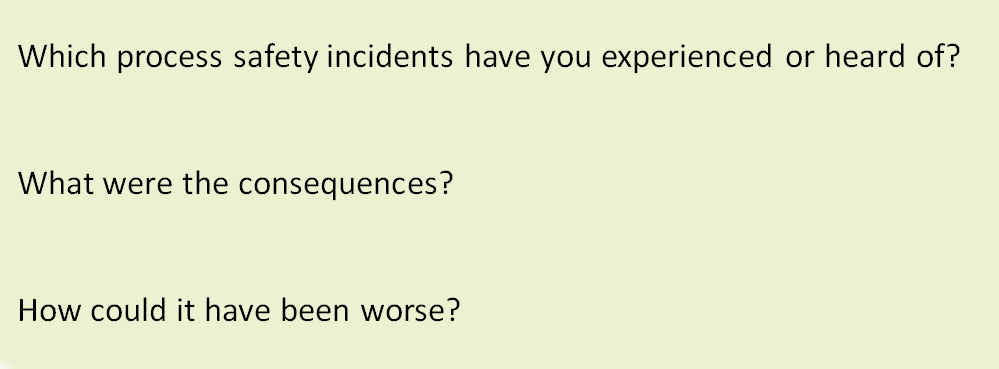 Which process safety incidents have you experienced or heard of?
What were the consequences?
How could it have been worse?